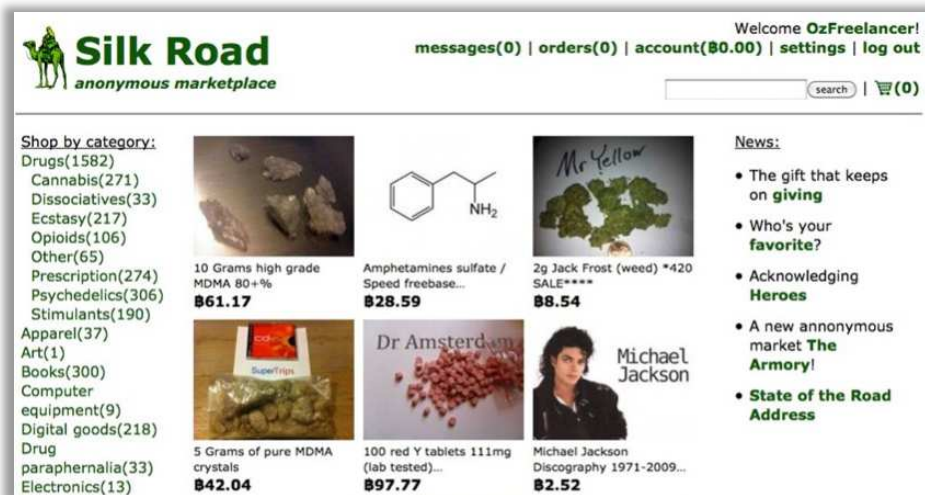 Silk Road
anonymous marketplace
Welcome OzFreelancer!
messages(0) | orders(0) | account(฿0.00) | settings | log out
search | (0)
Shop by category:
Drugs(1582)
Cannabis(271)
Dissociatives(33)
Ecstasy(217)
Opioids(106)
Other(65)
Prescription(274)
Psychedelics(306)
Stimulants(190)
Apparel(37)
Art(1)
Books(300)
Computer
equipment(9)
Digital goods(218)
Drug
paraphernalia(33)
Electronics(13)
10 Grams high grade
MDMA 80+%
฿61.17
NH2
Amphetamines sulfate /
Speed freebase...
฿28.59
Mr Yellow
2g Jack Frost (weed) *420
SALE****
฿8.54
SuperTrips
5 Grams of pure MDMA
crystals
฿42.04
Dr Amsterdam
100 red Y tablets 111mg
(lab tested)...
฿97.77
Michael
Jackson
Michael Jackson
Discography 1971-2009...
฿2.52
News:
• The gift that keeps
on giving
• Who's your
favorite?
• Acknowledging
Heroes
• A new annonymous
market The
Armory!
• State of the Road
Address